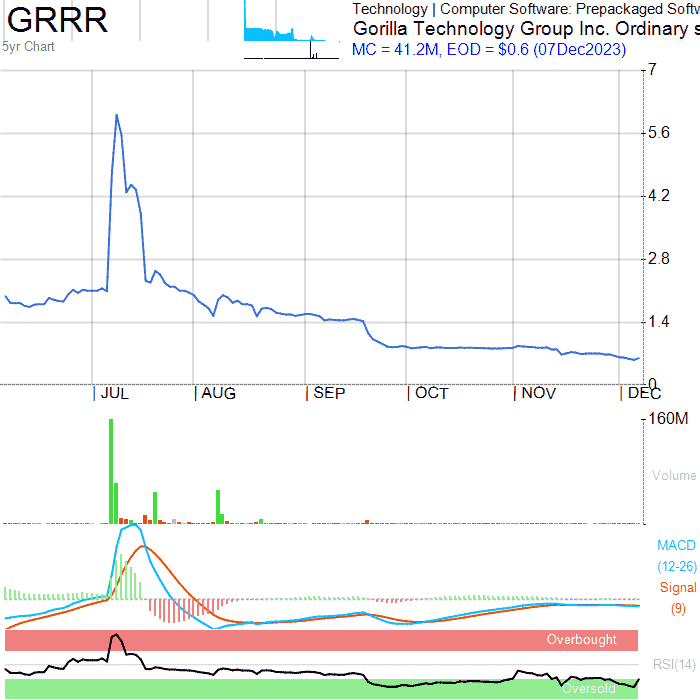 GRRR
5yr Chart
Technology | Computer Software: Prepackaged Softw
Gorilla Technology Group Inc. Ordinary s
MC = 41.2M, EOD = $0.6 (07Dec2023)
7
5.6
4.2
2.8
1.4
0
JUL AUG SEP OCT NOV DEC
160M
Volume
MACD
(12-26)
Signal
(9)
Overbought
RSI(14)
Oversold